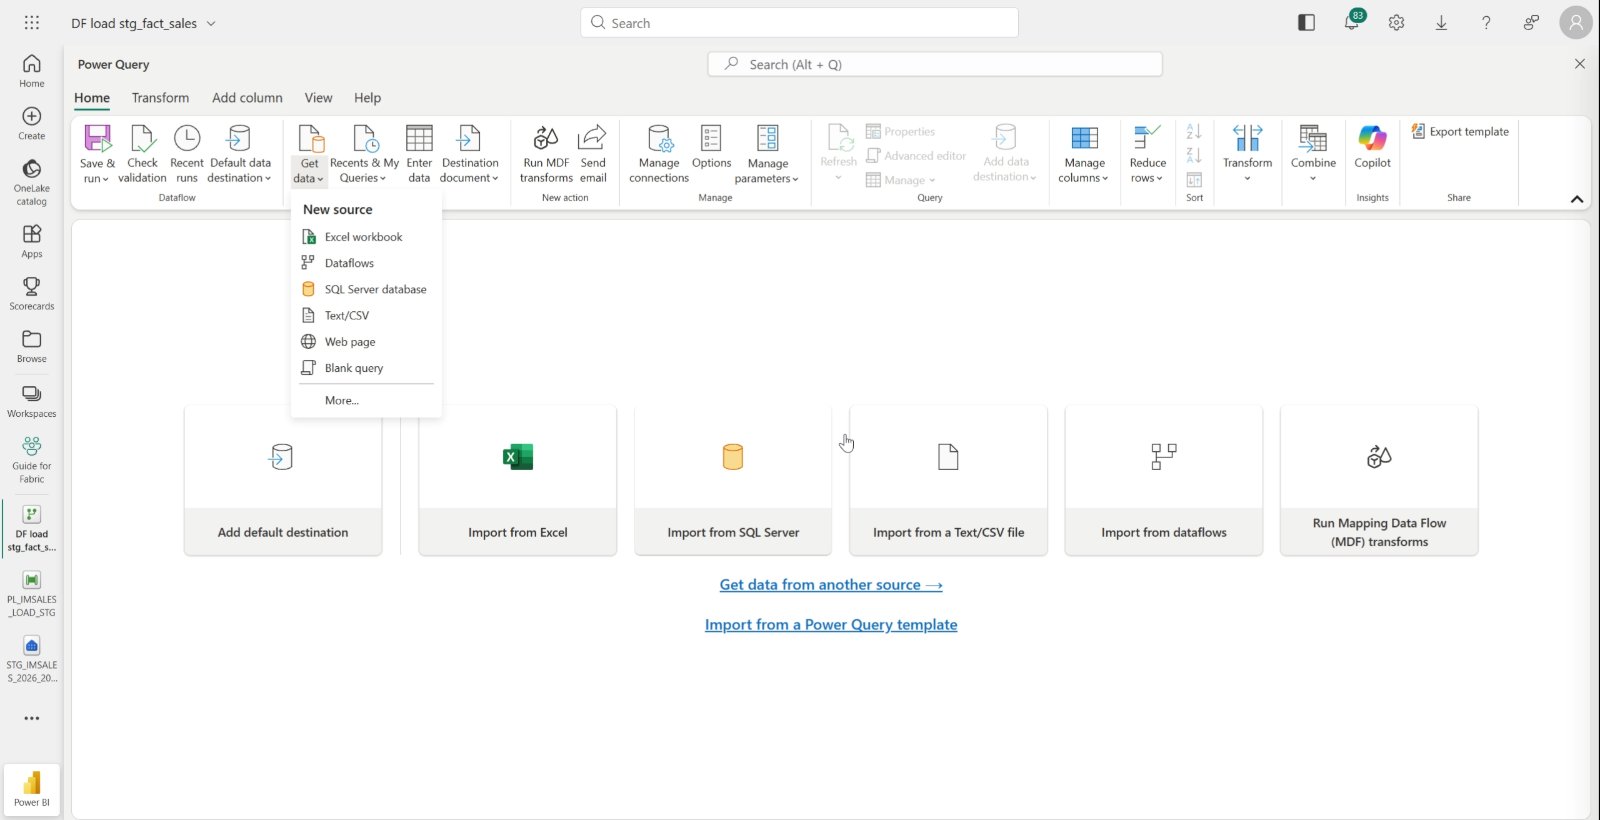 DF load stg_fact_sales
Search
83
Power Query
Search (Alt + Q)
Home
Transform
Add column
View
Help
Save & run
Check validation
Recent runs
Default data destination
Dataflow
Get data
Recents & My Queries
Enter data
Destination document
Run MDF transforms
Send email
New action
Manage connections
Options
Manage parameters
Manage
Refresh
Properties
Advanced editor
Manage
Add data destination
Query
Manage columns
Reduce rows
Sort
Transform
Combine
Copilot
Insights
Export template
Share
Home
Create
OneLake catalog
Apps
Scorecards
Browse
Workspaces
Guide for Fabric
DF load stg_fact_s...
PL_IMSALES_LOAD_STG
STG_IMSALES_2026_20...
Power BI
New source
Excel workbook
Dataflows
SQL Server database
Text/CSV
Web page
Blank query
More...
Add default destination
Import from Excel
Import from SQL Server
Import from a Text/CSV file
Import from dataflows
Run Mapping Data Flow
(MDF) transforms
Get data from another source →
Import from a Power Query template